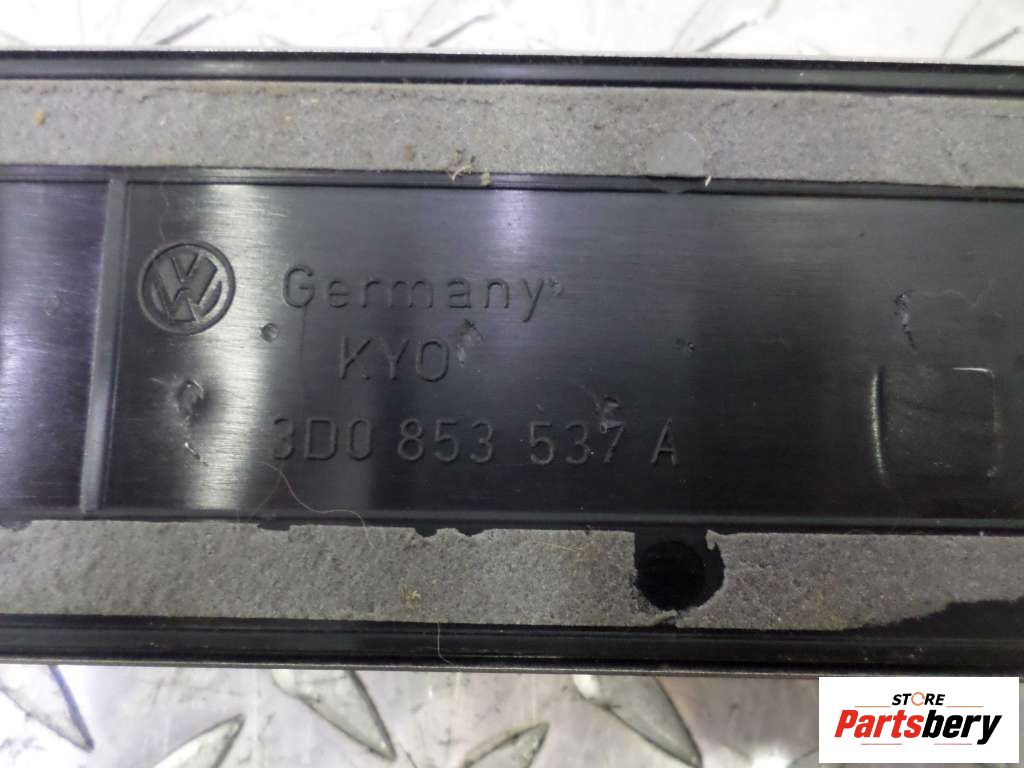 Germany
KYO
3D0 853 537 A
STORE
Partsbery